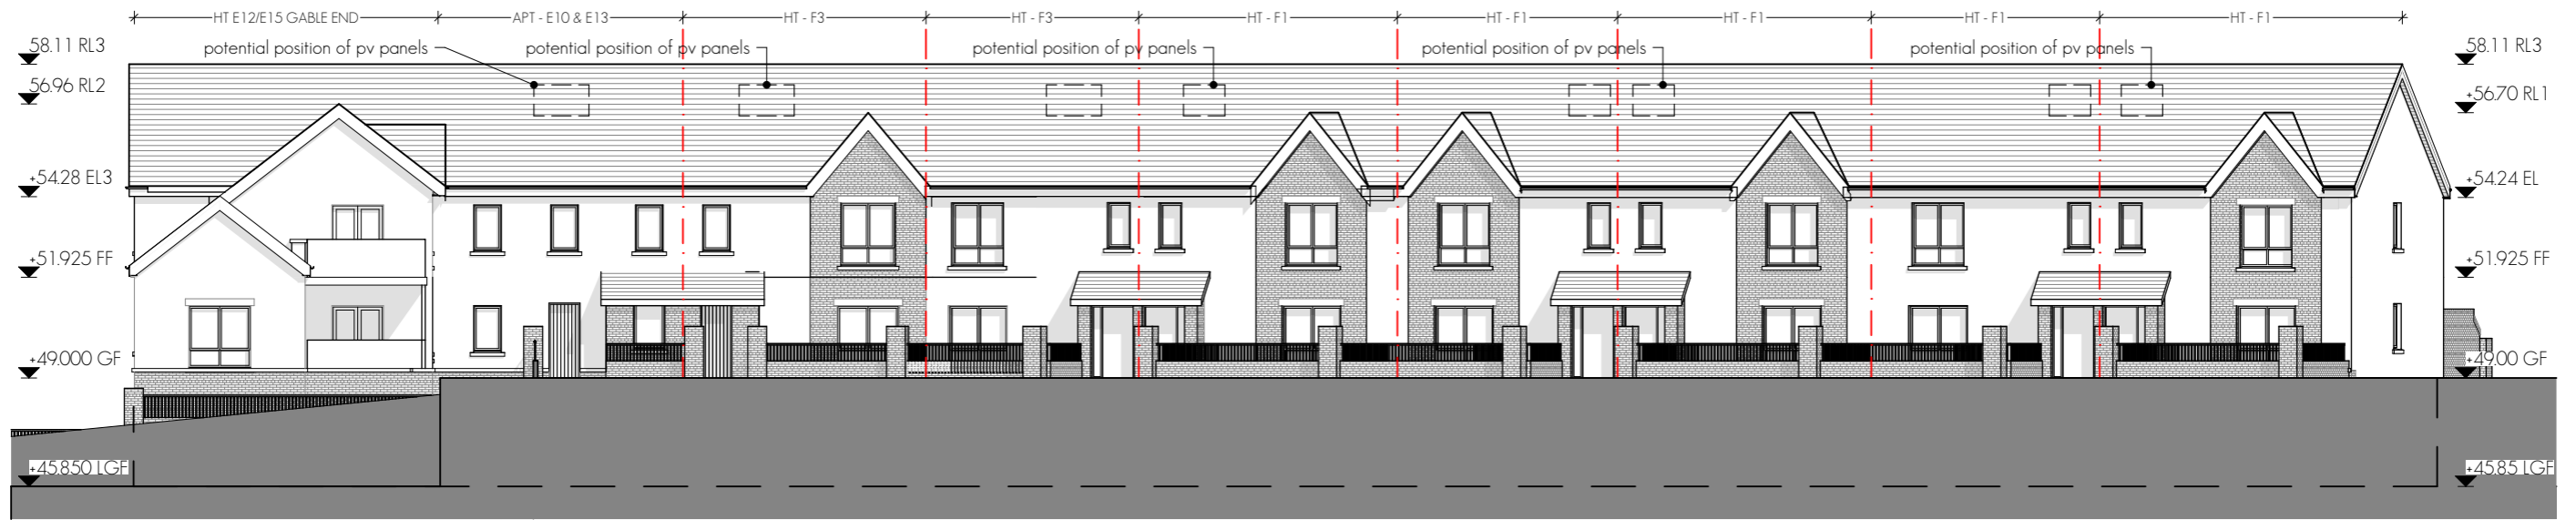 HT E12/E15 GABLE END APT - E10 & E13 HT - F3 HT - F3 HT - F1 HT - F1 HT - F1 HT - F1 HT - F1
potential position of pv panels potential position of pv panels potential position of pv panels potential position of pv panels potential position of pv panels
58.11 RL3 58.11 RL3
56.96 RL2 +56.70 RL1
+54.28 EL3 +54.24 EL
+51.925 FF +51.925 FF
+49.000 GF +49.00 GF
+45.850 LGF +45.85 LGF